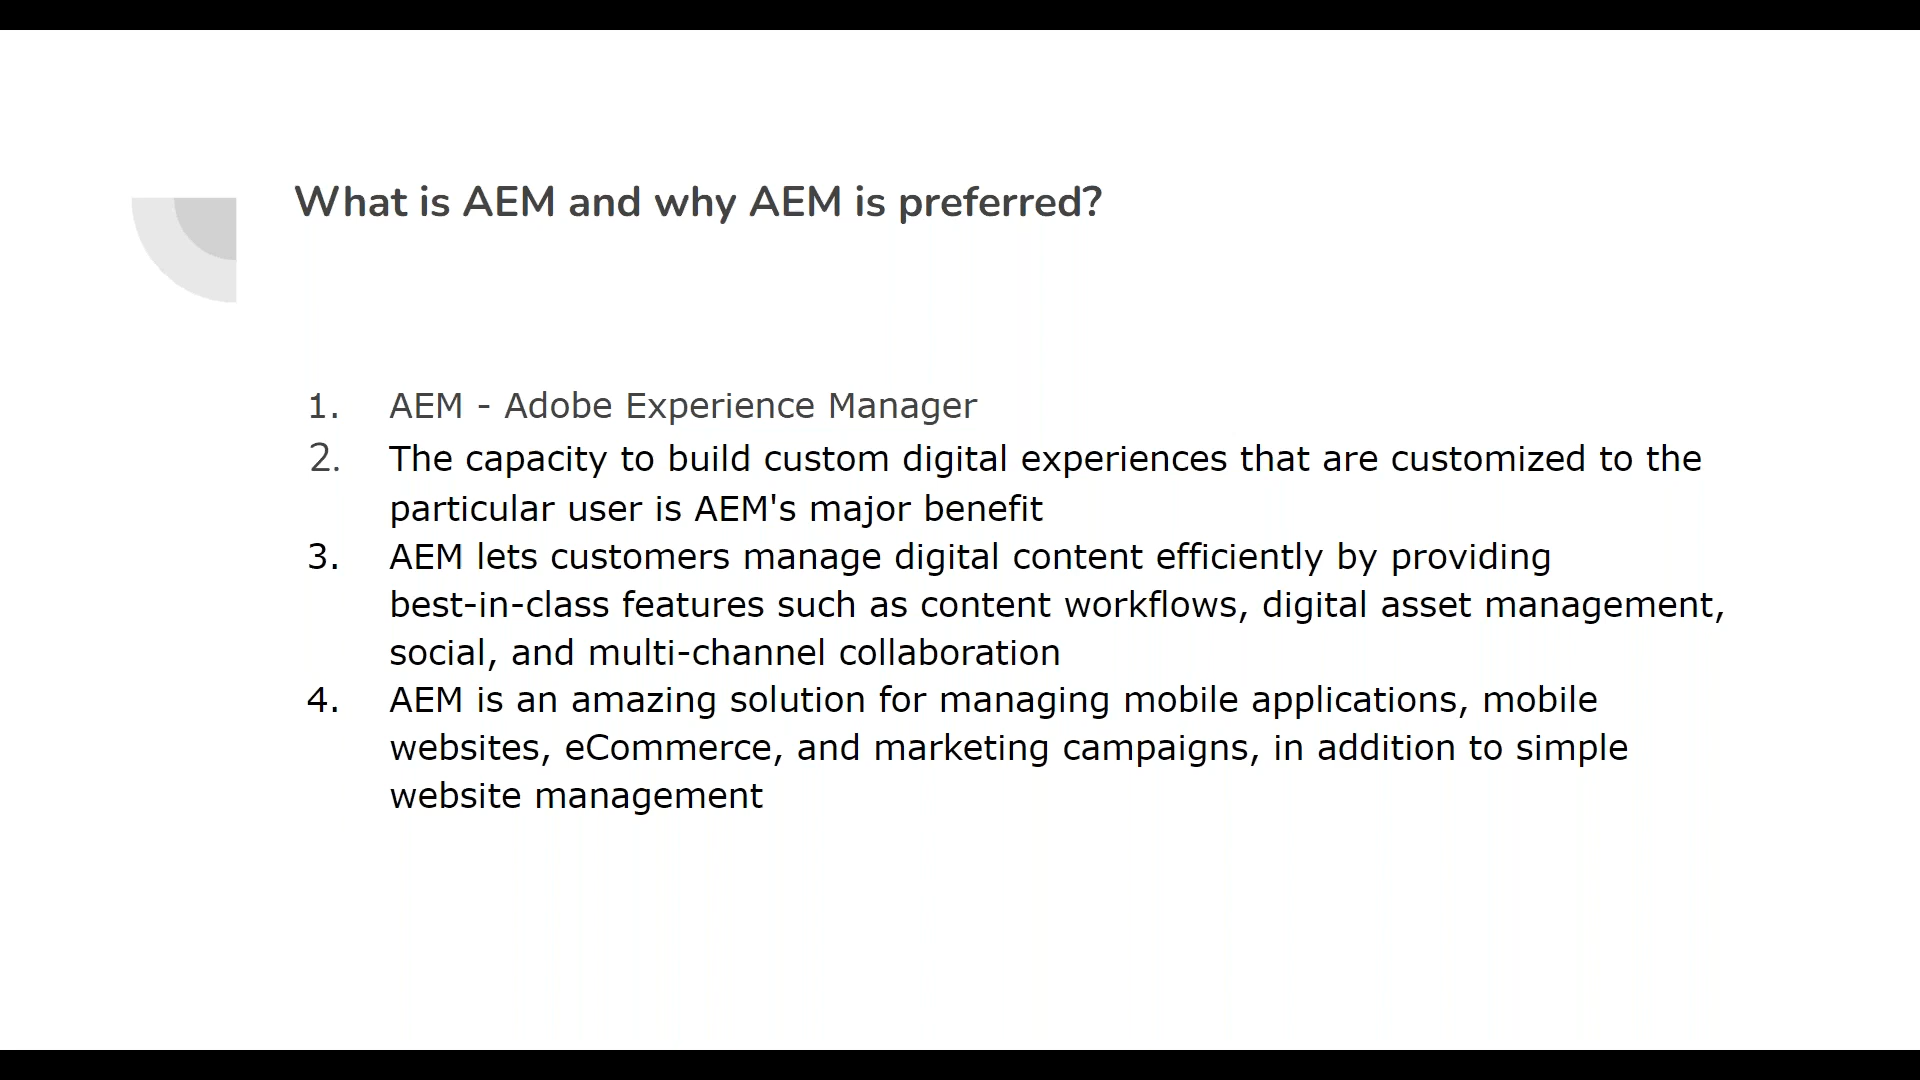 What is AEM and why AEM is preferred?
1. AEM - Adobe Experience Manager
2. The capacity to build custom digital experiences that are customized to the
particular user is AEM's major benefit
3. AEM lets customers manage digital content efficiently by providing
best-in-class features such as content workflows, digital asset management,
social, and multi-channel collaboration
4. AEM is an amazing solution for managing mobile applications, mobile
websites, eCommerce, and marketing campaigns, in addition to simple
website management